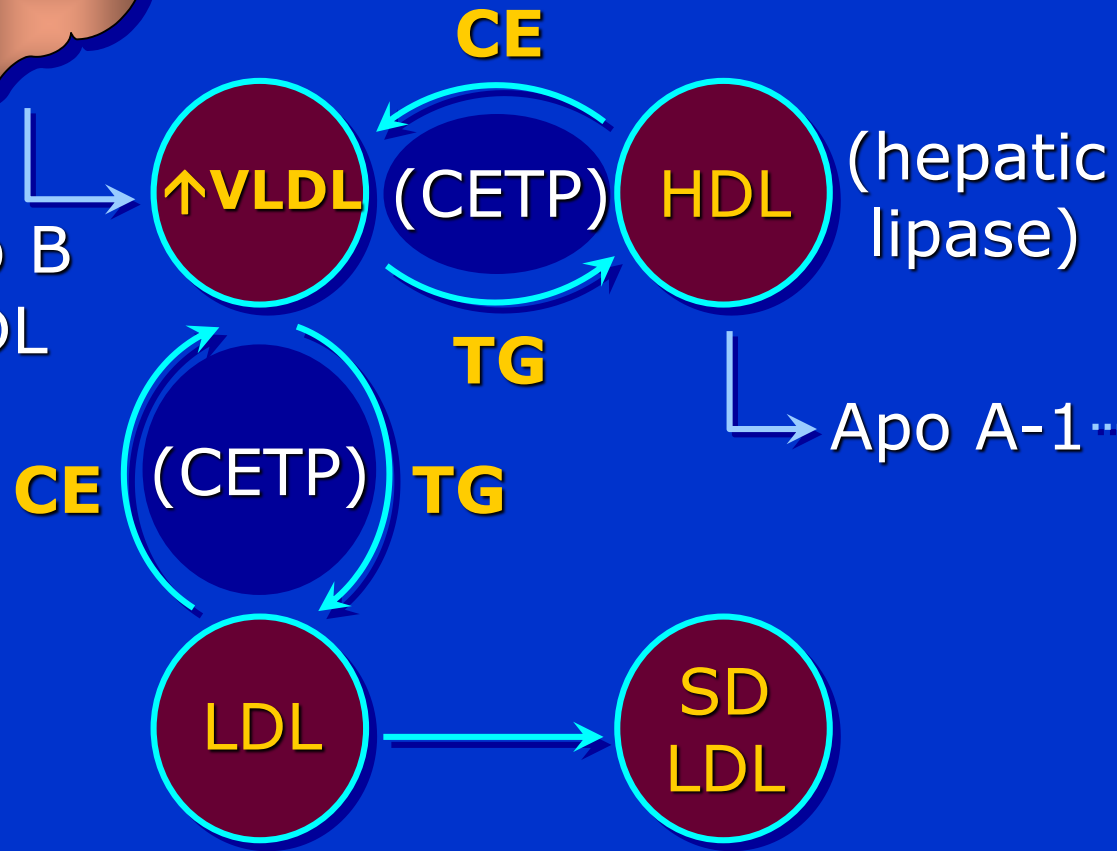 CE
↑VLDL
(CETP)
HDL
(hepatic
lipase)
B
TG
Apo A-1
CE
(CETP)
TG
LDL
SD
LDL